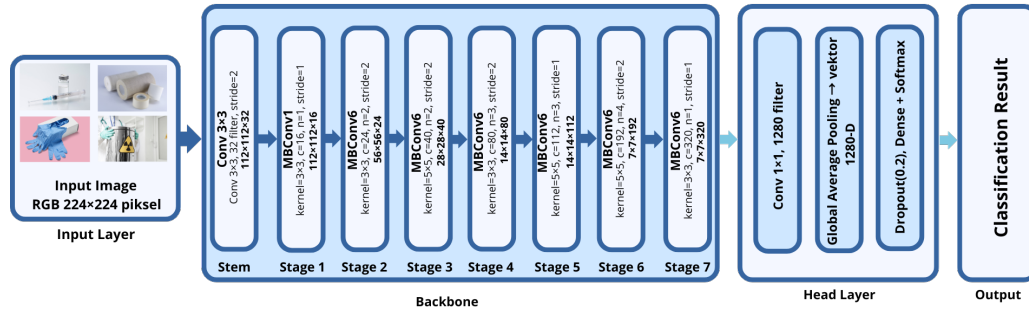 Input Image
RGB 224×224 piksel
Input Layer
Conv 3×3
Conv 3×3, 32 filter, stride=2
112×112×32
Stem
MBConv1
kernel=3×3, c=16, n=1, stride=1
112×112×16
Stage 1
MBConv6
kernel=3×3, c=24, n=2, stride=2
56×56×24
Stage 2
MBConv6
kernel=5×5, c=40, n=2, stride=2
28×28×40
Stage 3
MBConv6
kernel=3×3, c=80, n=3, stride=2
14×14×80
Stage 4
MBConv6
kernel=5×5, c=112, n=3, stride=1
14×14×112
Stage 5
MBConv6
kernel=5×5, c=192, n=4, stride=2
7×7×192
Stage 6
MBConv6
kernel=3×3, c=320, n=1, stride=1
7×7×320
Stage 7
Backbone
Conv 1×1, 1280 filter
Global Average Pooling → vektor
1280-D
Dropout(0.2), Dense + Softmax
Head Layer
Classification Result
Output